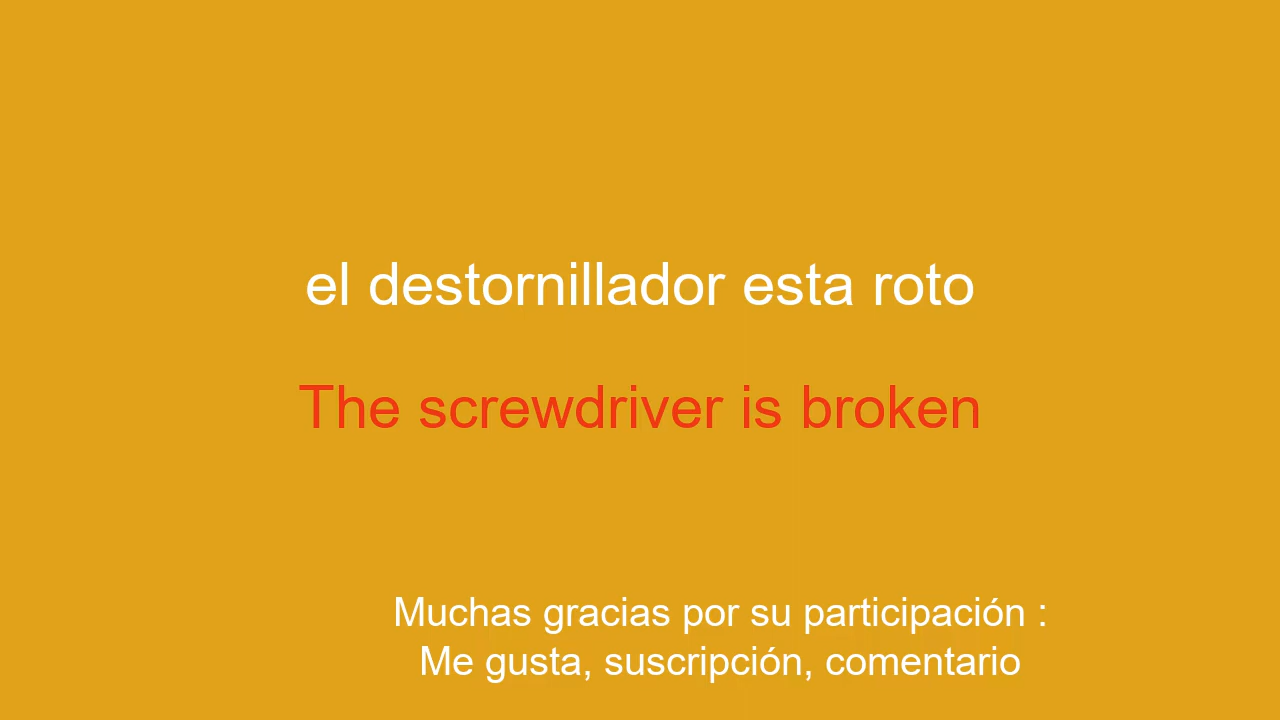 el destornillador esta roto
The screwdriver is broken
Muchas gracias por su participación :
Me gusta, suscripción, comentario